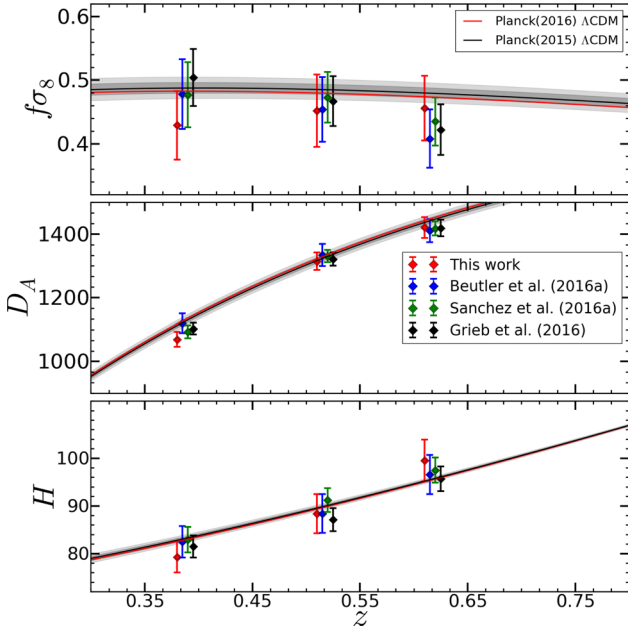 0.6
0.5
0.4
fσ₈
Planck(2016) ΛCDM
Planck(2015) ΛCDM
1400
1200
1000
D_A
This work
Beutler et al. (2016a)
Sanchez et al. (2016a)
Grieb et al. (2016)
100
90
80
H
0.35 0.45 0.55 0.65 0.75
z